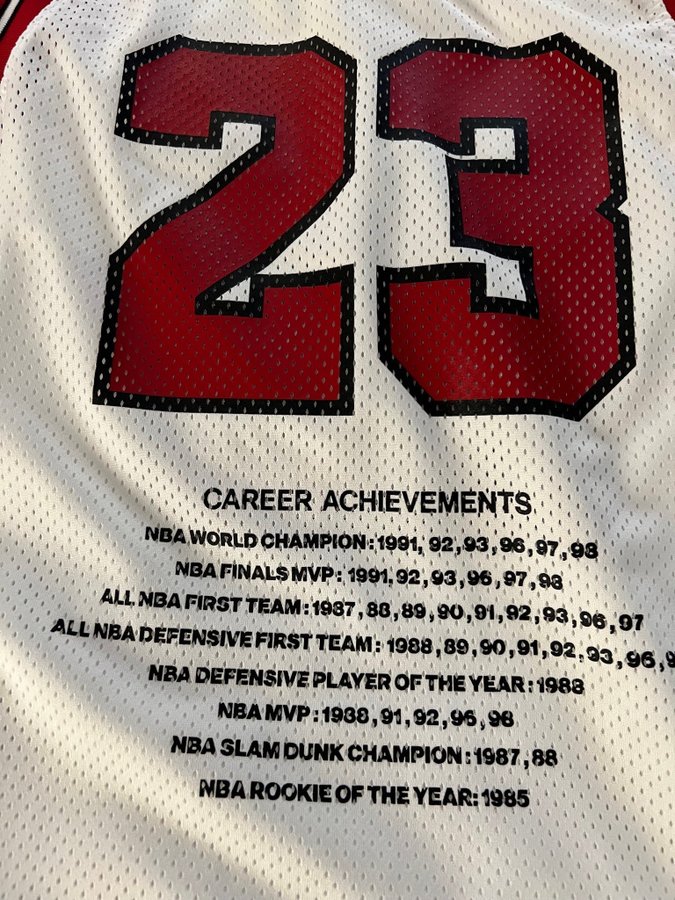 23
CAREER ACHIEVEMENTS
NBA WORLD CHAMPION: 1991, 92, 93, 96, 97, 98
NBA FINALS MVP: 1991, 92, 93, 96, 97, 98
ALL NBA FIRST TEAM: 1987, 88, 89, 90, 91, 92, 93, 96, 97
ALL NBA DEFENSIVE FIRST TEAM: 1988, 89, 90, 91, 92, 93, 96, 9
NBA DEFENSIVE PLAYER OF THE YEAR: 1988
NBA MVP: 1988, 91, 92, 96, 98
NBA SLAM DUNK CHAMPION: 1987, 88
NBA ROOKIE OF THE YEAR: 1985